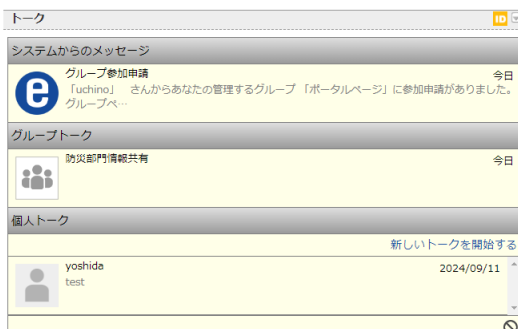 トーク
ID
システムからのメッセージ
グループ参加申請
今日
「uchino」　さんからあなたの管理するグループ 「ポータルページ」に参加申請がありました。
グループペ…
グループトーク
防災部門情報共有
今日
個人トーク
新しいトークを開始する
yoshida
2024/09/11
test